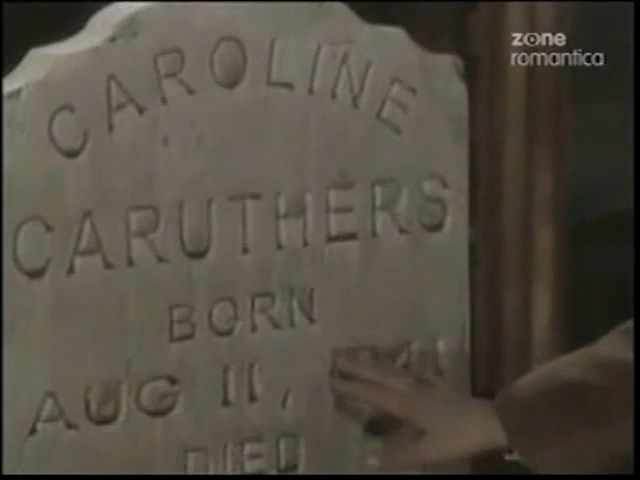 zone
romantica
CAROLINE
CARUTHERS
BORN
AUG 11,
DIED